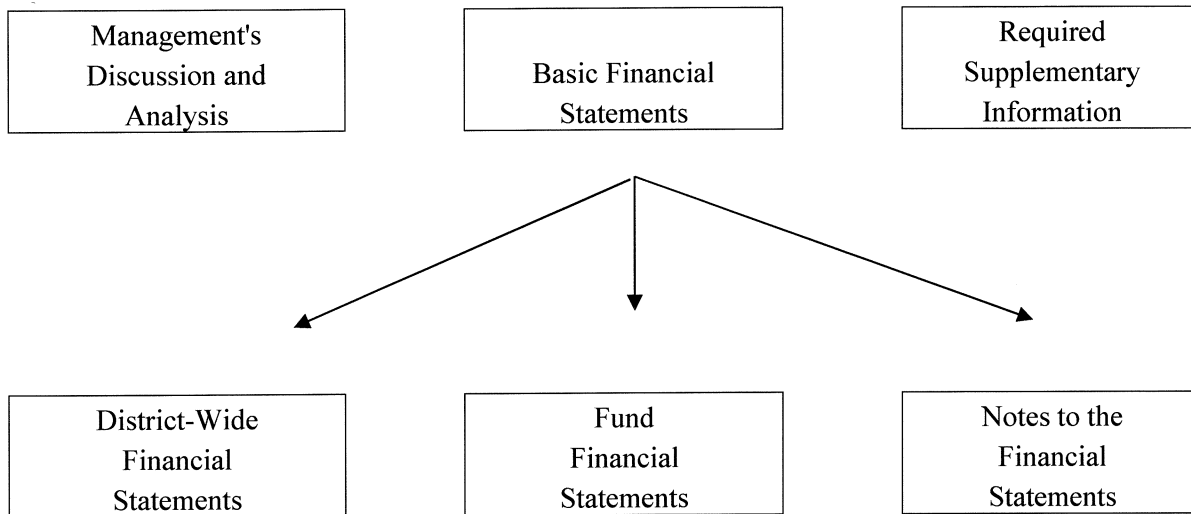 Management's
Discussion and
Analysis
Basic Financial
Statements
Required
Supplementary
Information
District-Wide
Financial
Statements
Fund
Financial
Statements
Notes to the
Financial
Statements